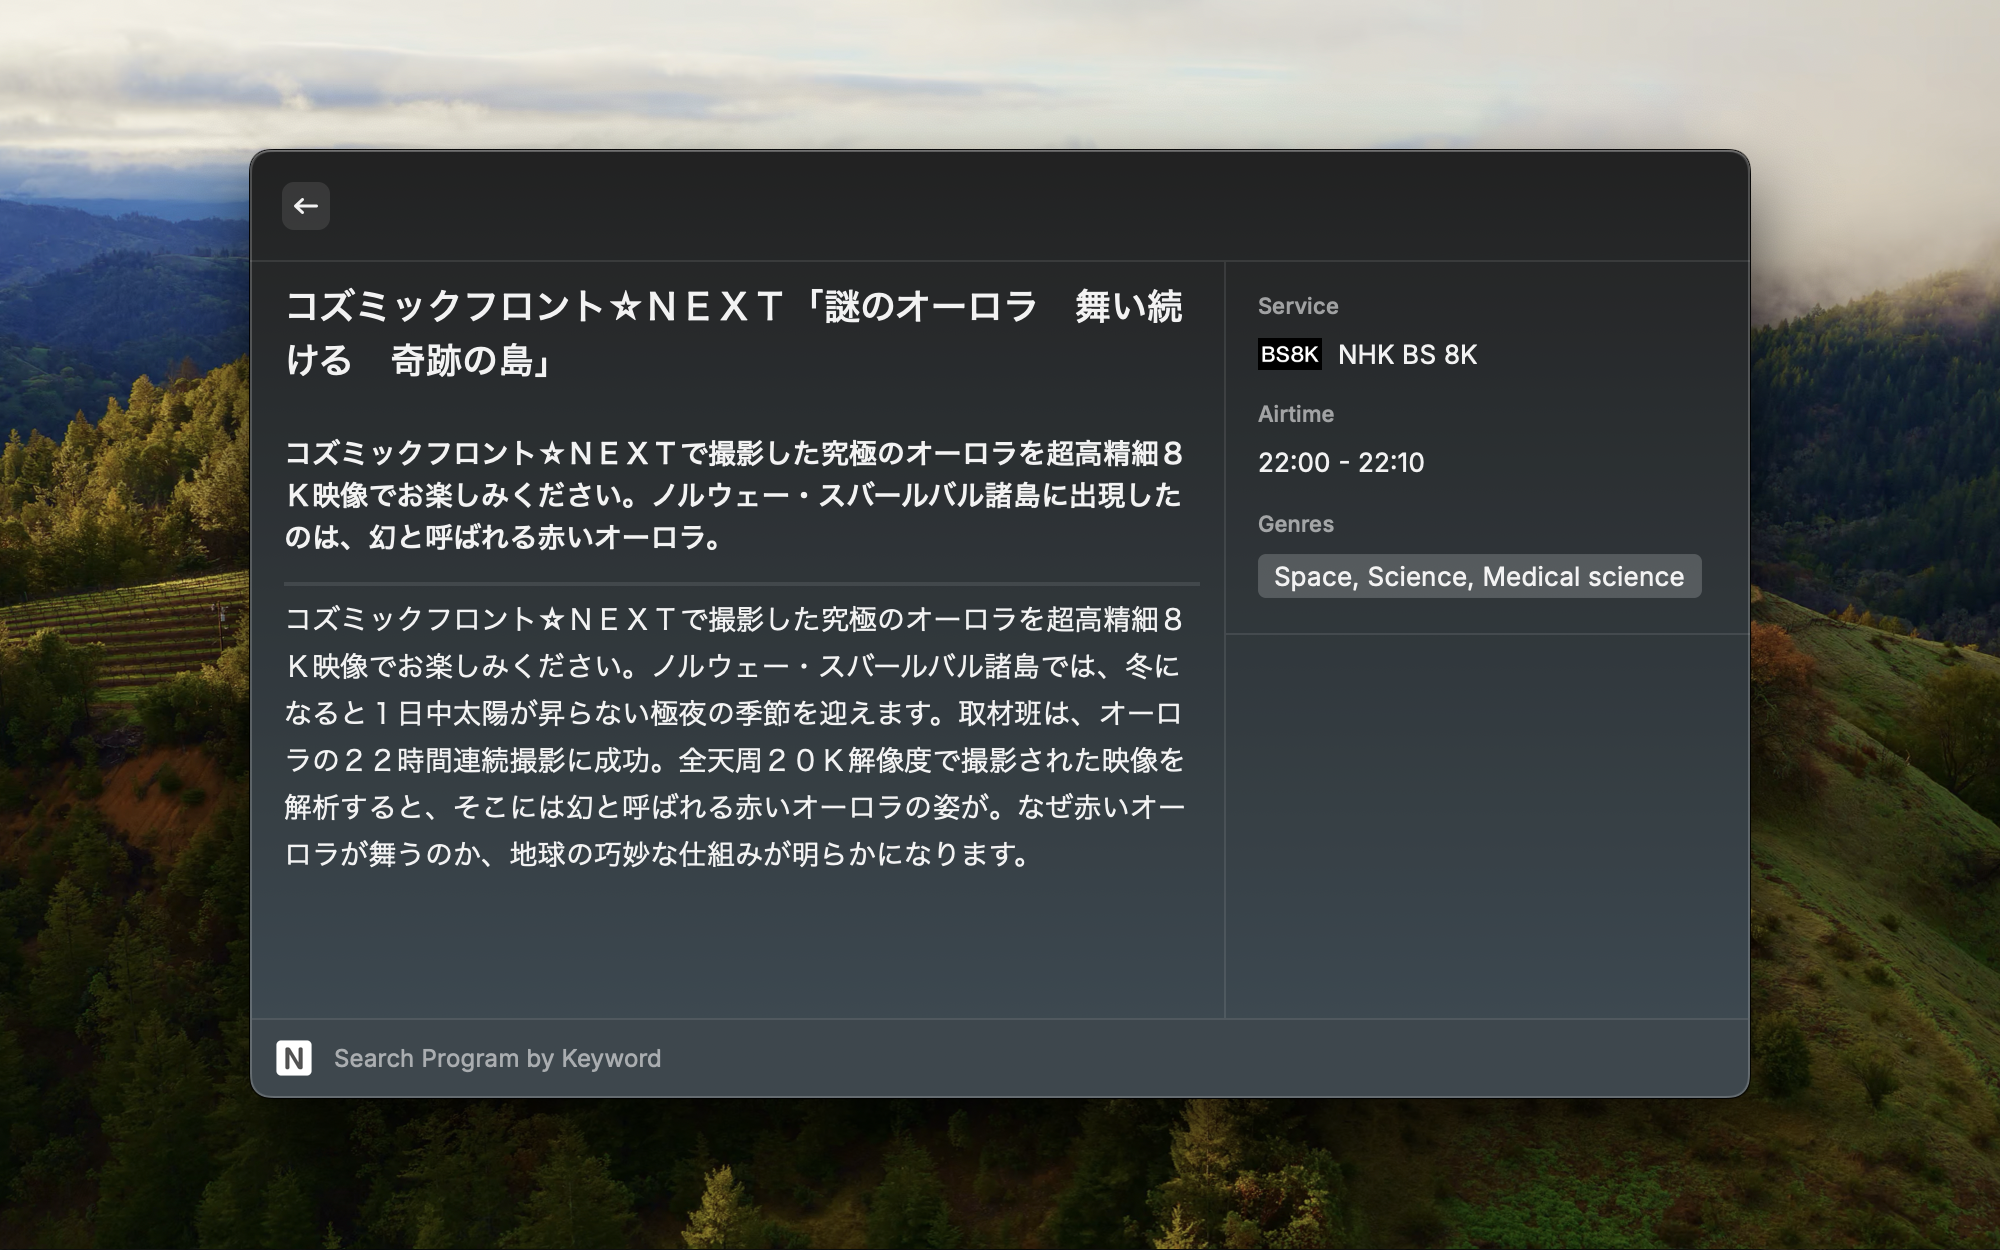 コズミックフロント☆ＮＥＸＴ「謎のオーロラ　舞い続
ける　奇跡の島」
コズミックフロント☆ＮＥＸＴで撮影した究極のオーロラを超高精細８
Ｋ映像でお楽しみください。ノルウェー・スバールバル諸島に出現した
のは、幻と呼ばれる赤いオーロラ。
コズミックフロント☆ＮＥＸＴで撮影した究極のオーロラを超高精細８
Ｋ映像でお楽しみください。ノルウェー・スバールバル諸島では、冬に
なると１日中太陽が昇らない極夜の季節を迎えます。取材班は、オーロ
ラの２２時間連続撮影に成功。全天周２０Ｋ解像度で撮影された映像を
解析すると、そこには幻と呼ばれる赤いオーロラの姿が。なぜ赤いオー
ロラが舞うのか、地球の巧妙な仕組みが明らかになります。
Service
BS8K NHK BS 8K
Airtime
22:00 - 22:10
Genres
Space, Science, Medical science
N Search Program by Keyword